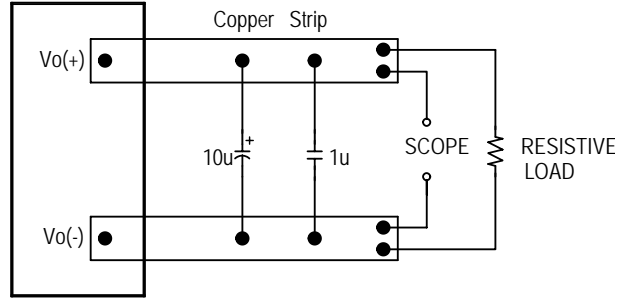 Copper Strip
Vo(+)
+
10u
1u
SCOPE
RESISTIVE
LOAD
Vo(-)